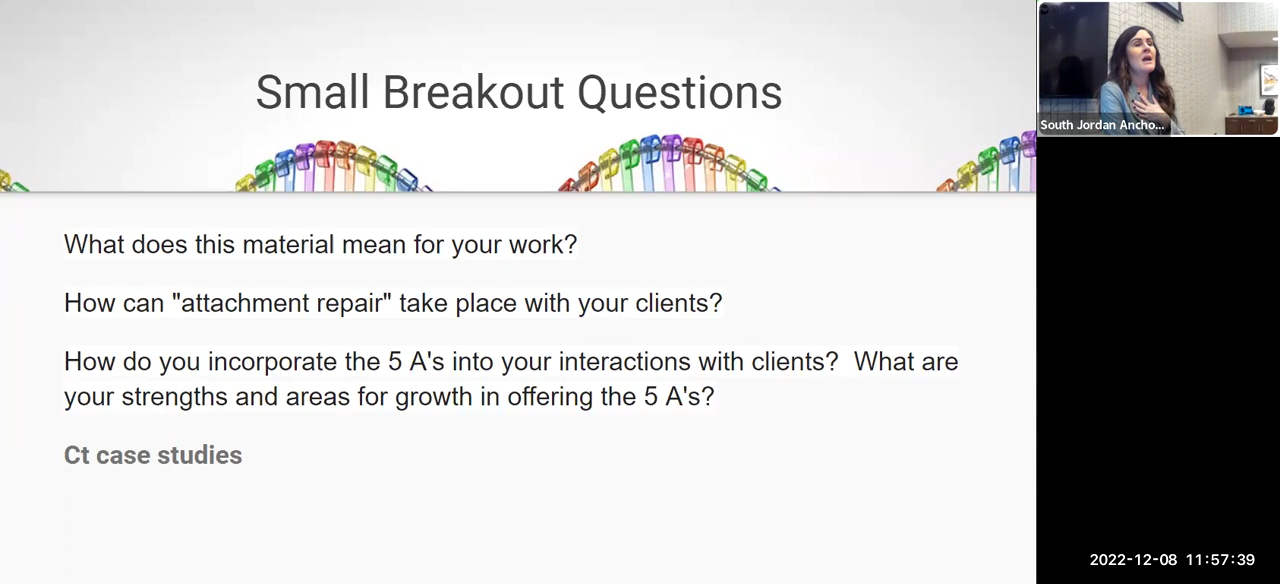 Small Breakout Questions
South Jordan Ancho...
What does this material mean for your work?
How can "attachment repair" take place with your clients?
How do you incorporate the 5 A's into your interactions with clients?  What are
your strengths and areas for growth in offering the 5 A's?
Ct case studies
2022-12-08 11:57:39